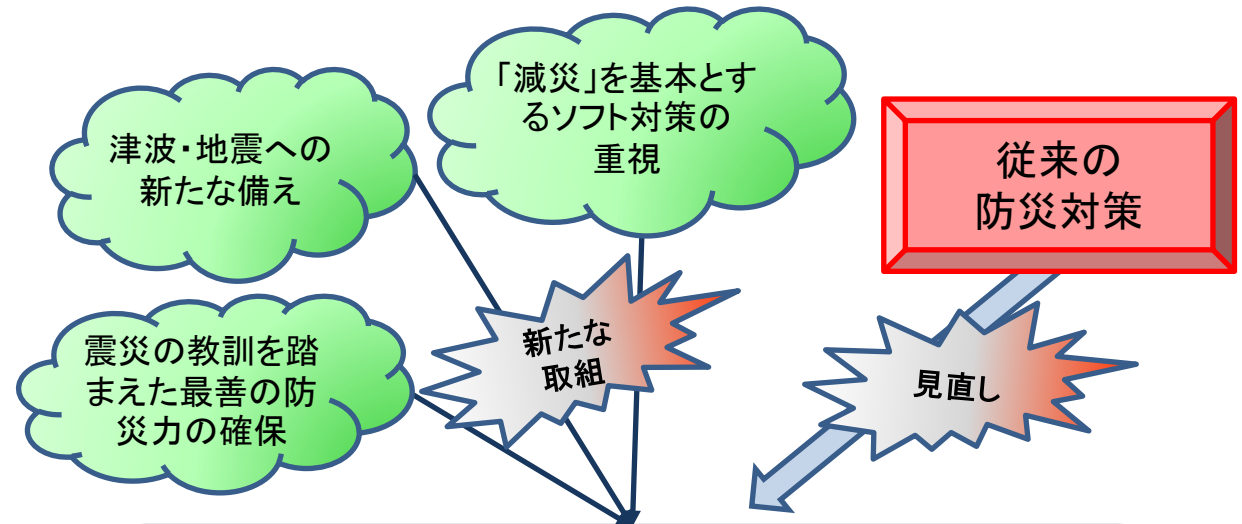 「減災」を基本とす
るソフト対策の
重視
津波・地震への
新たな備え
従来の
防災対策
震災の教訓を踏
まえた最善の防
災力の確保
新たな
取組
見直し